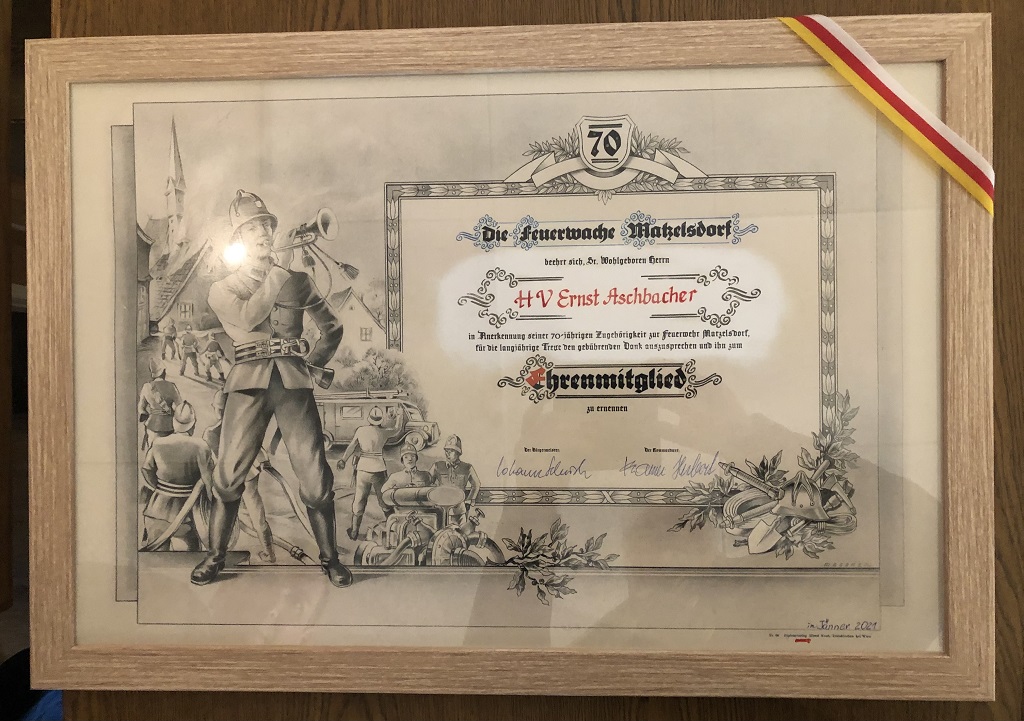 70
Die Feuerwache Matzelsdorf
beehrt sich, Sr. Wohlgeboren Herrn
HV Ernst Aschbacher
in Anerkennung seiner 70-jährigen Zugehörigkeit zur Feuerwehr Matzelsdorf,
für die langjährige Treue den gebührenden Dank auszusprechen und ihn zum
Ehrenmitglied
zu ernennen
Der Bürgermeister: Der Kommandant:
im Jänner 2021